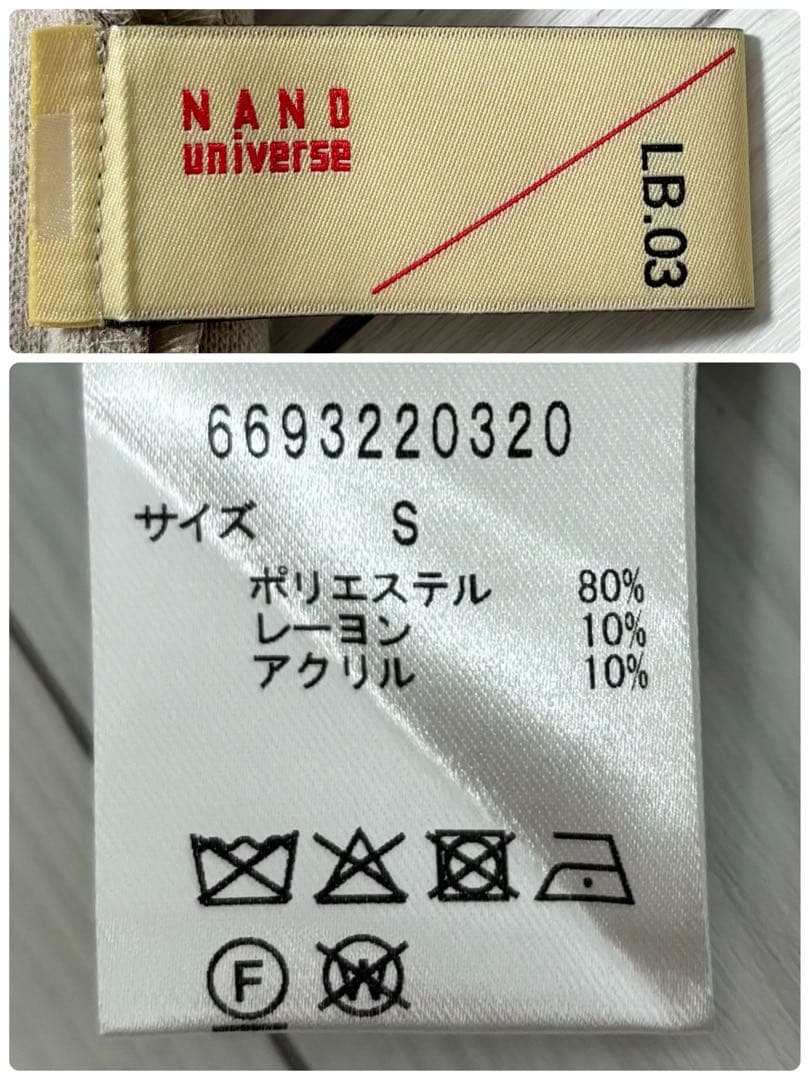 NANO
universe
LB.03
6693220320
サイズ S
ポリエステル 80%
レーヨン 10%
アクリル 10%
F
W